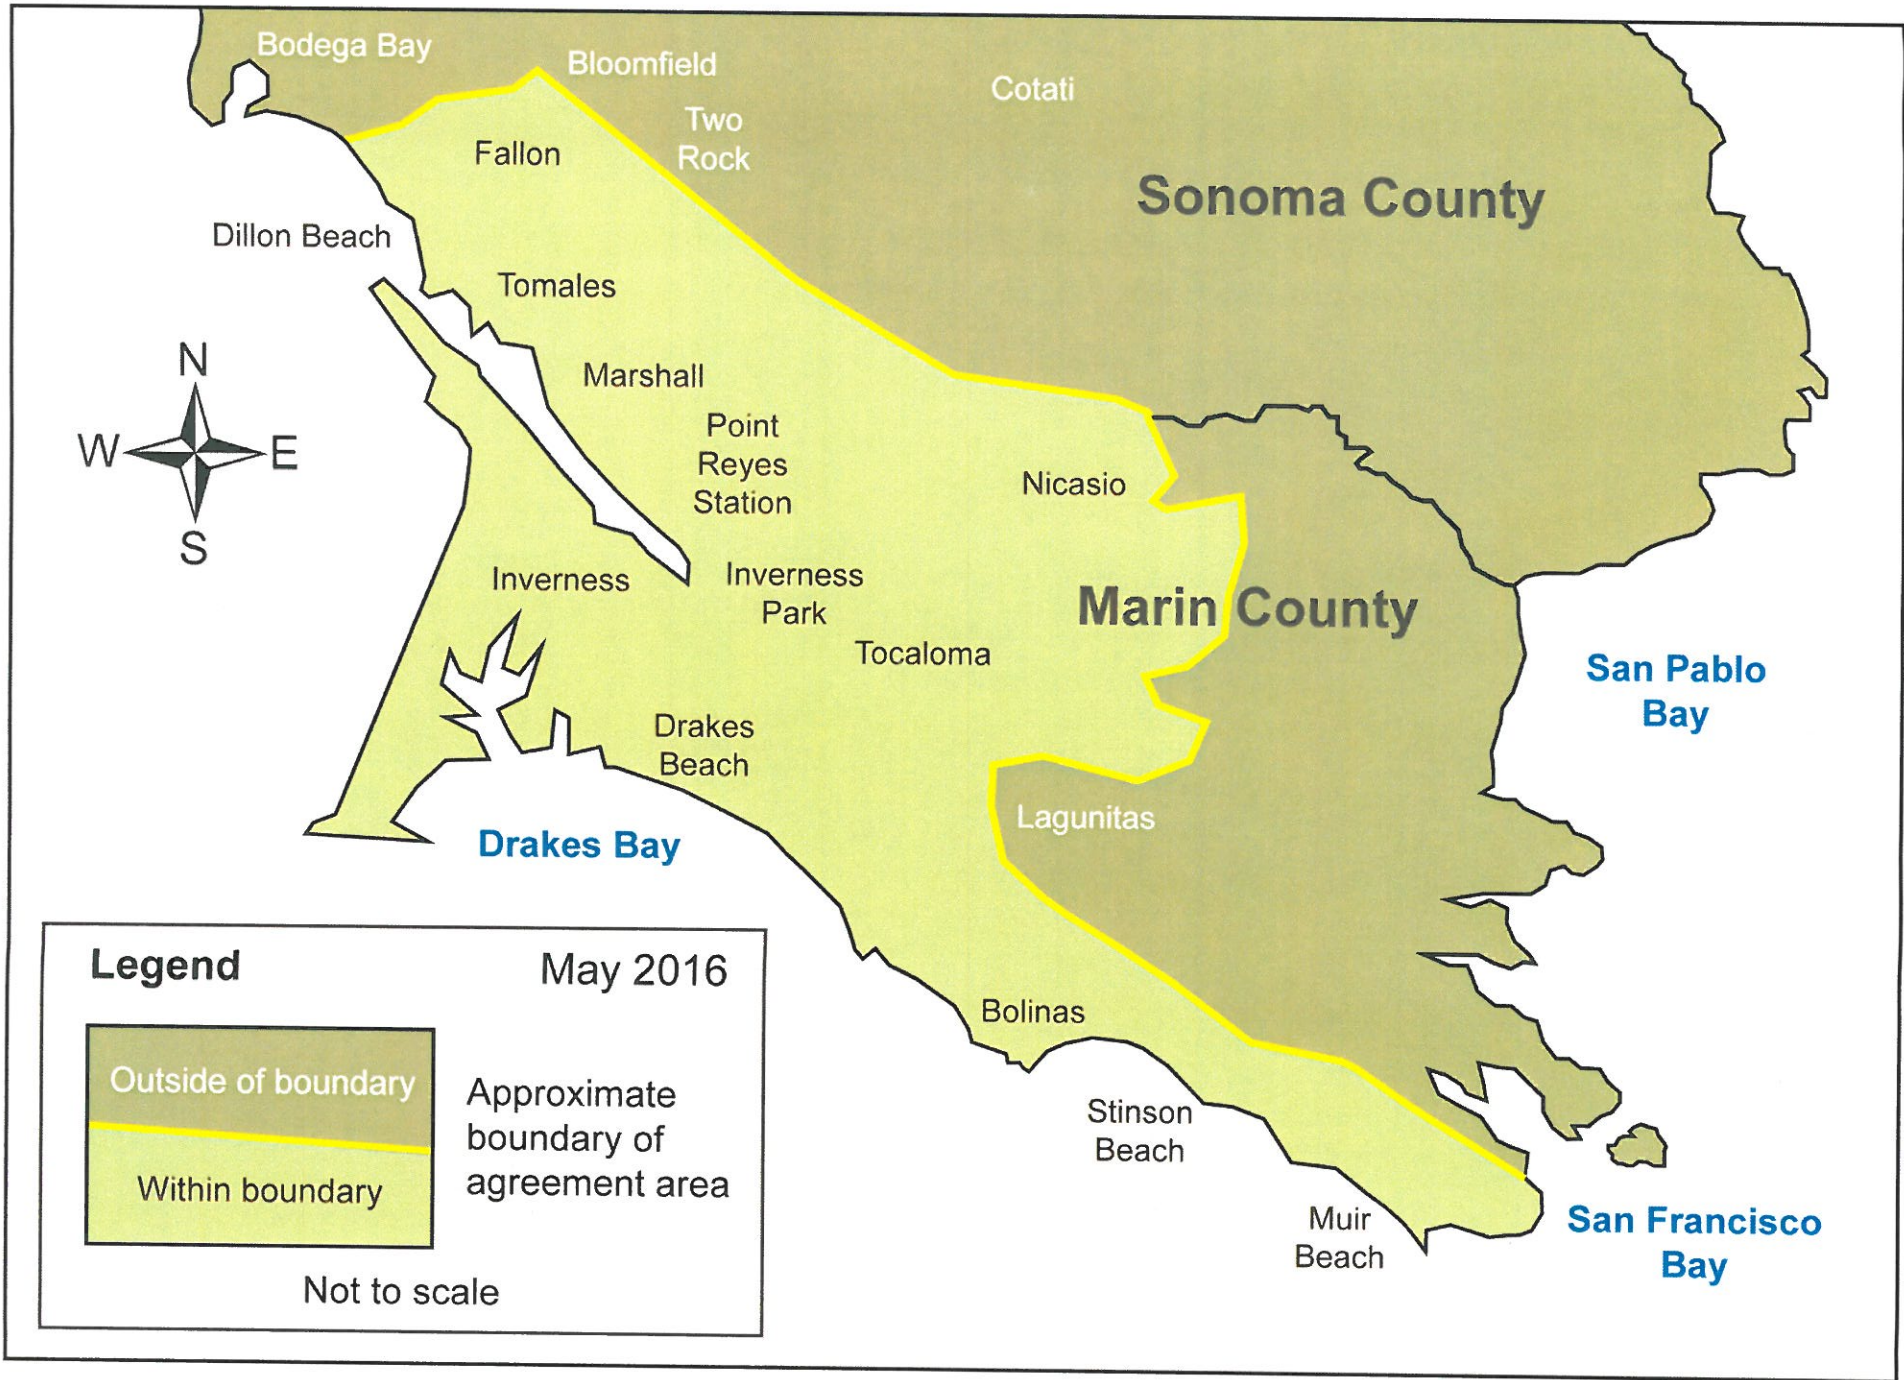 Bodega Bay
Bloomfield
Cotati
Two
Rock
Fallon
Sonoma County
Dillon Beach
Tomales
N
W
E
S
Marshall
Point
Reyes
Station
Nicasio
Inverness
Inverness
Park
Marin County
Tocaloma
San Pablo
Bay
Drakes
Beach
Lagunitas
Drakes Bay
Bolinas
Stinson
Beach
Muir
Beach
San Francisco
Bay
Legend
May 2016
Outside of boundary
Within boundary
Approximate
boundary of
agreement area
Not to scale